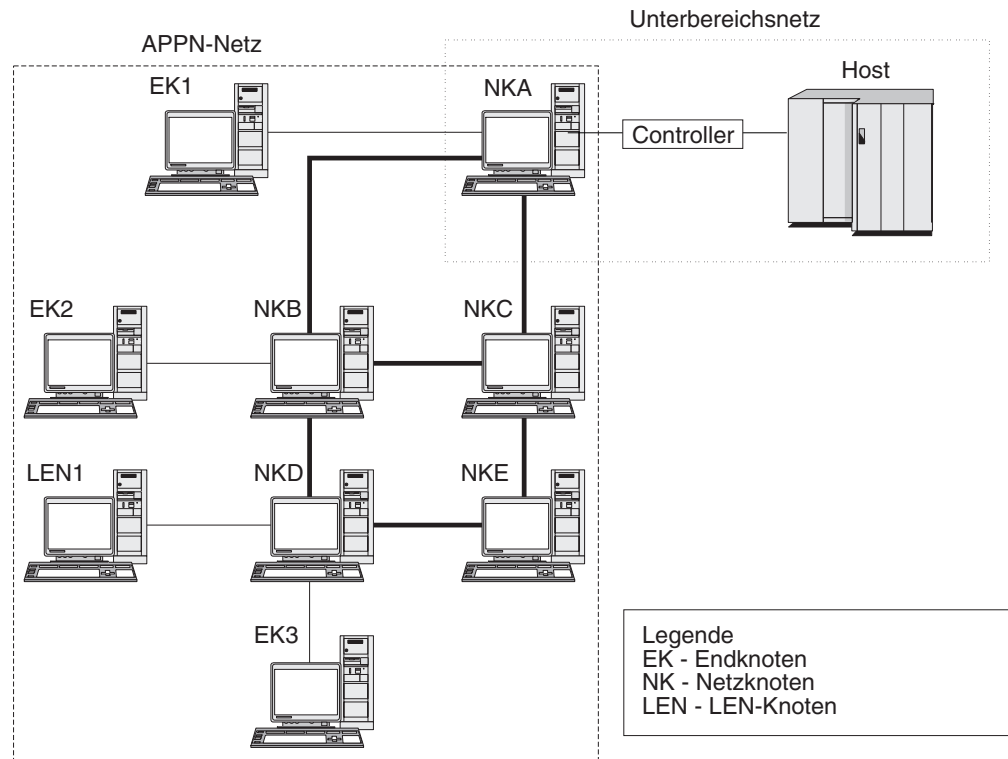 Unterbereichsnetz
APPN-Netz
EK1
NKA
Host
Controller
EK2
NKB
NKC
LEN1
NKD
NKE
EK3
Legende
EK - Endknoten
NK - Netzknoten
LEN - LEN-Knoten